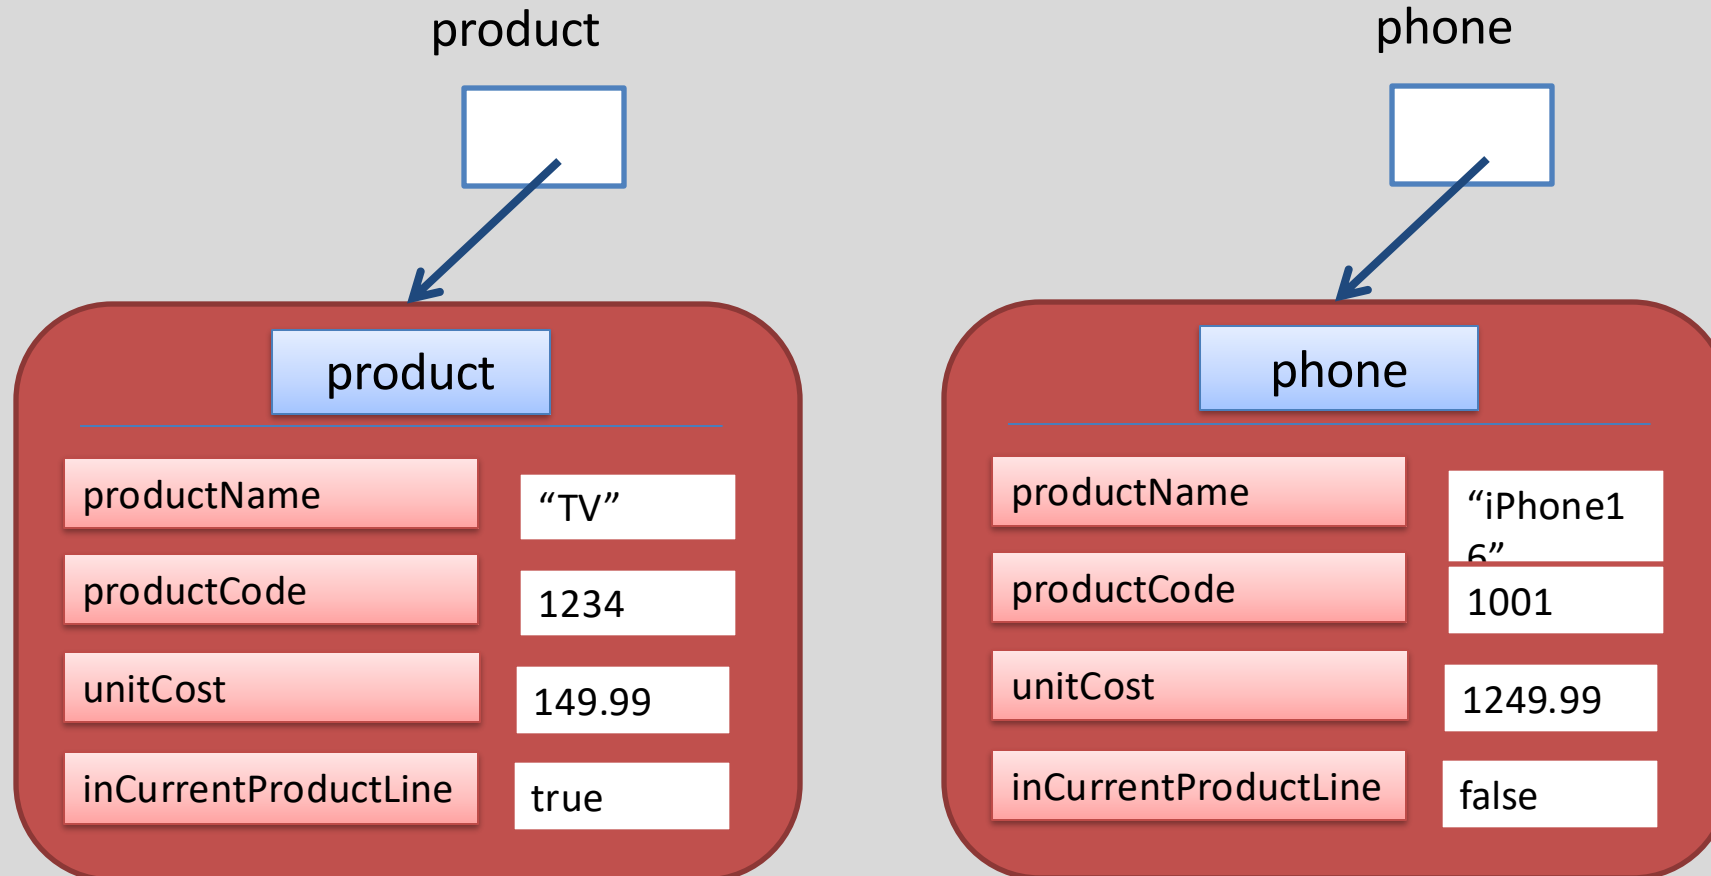 product
phone
product
productName
“TV”
productCode
1234
unitCost
149.99
inCurrentProductLine
true
phone
productName
“iPhone1
6”
productCode
1001
unitCost
1249.99
inCurrentProductLine
false